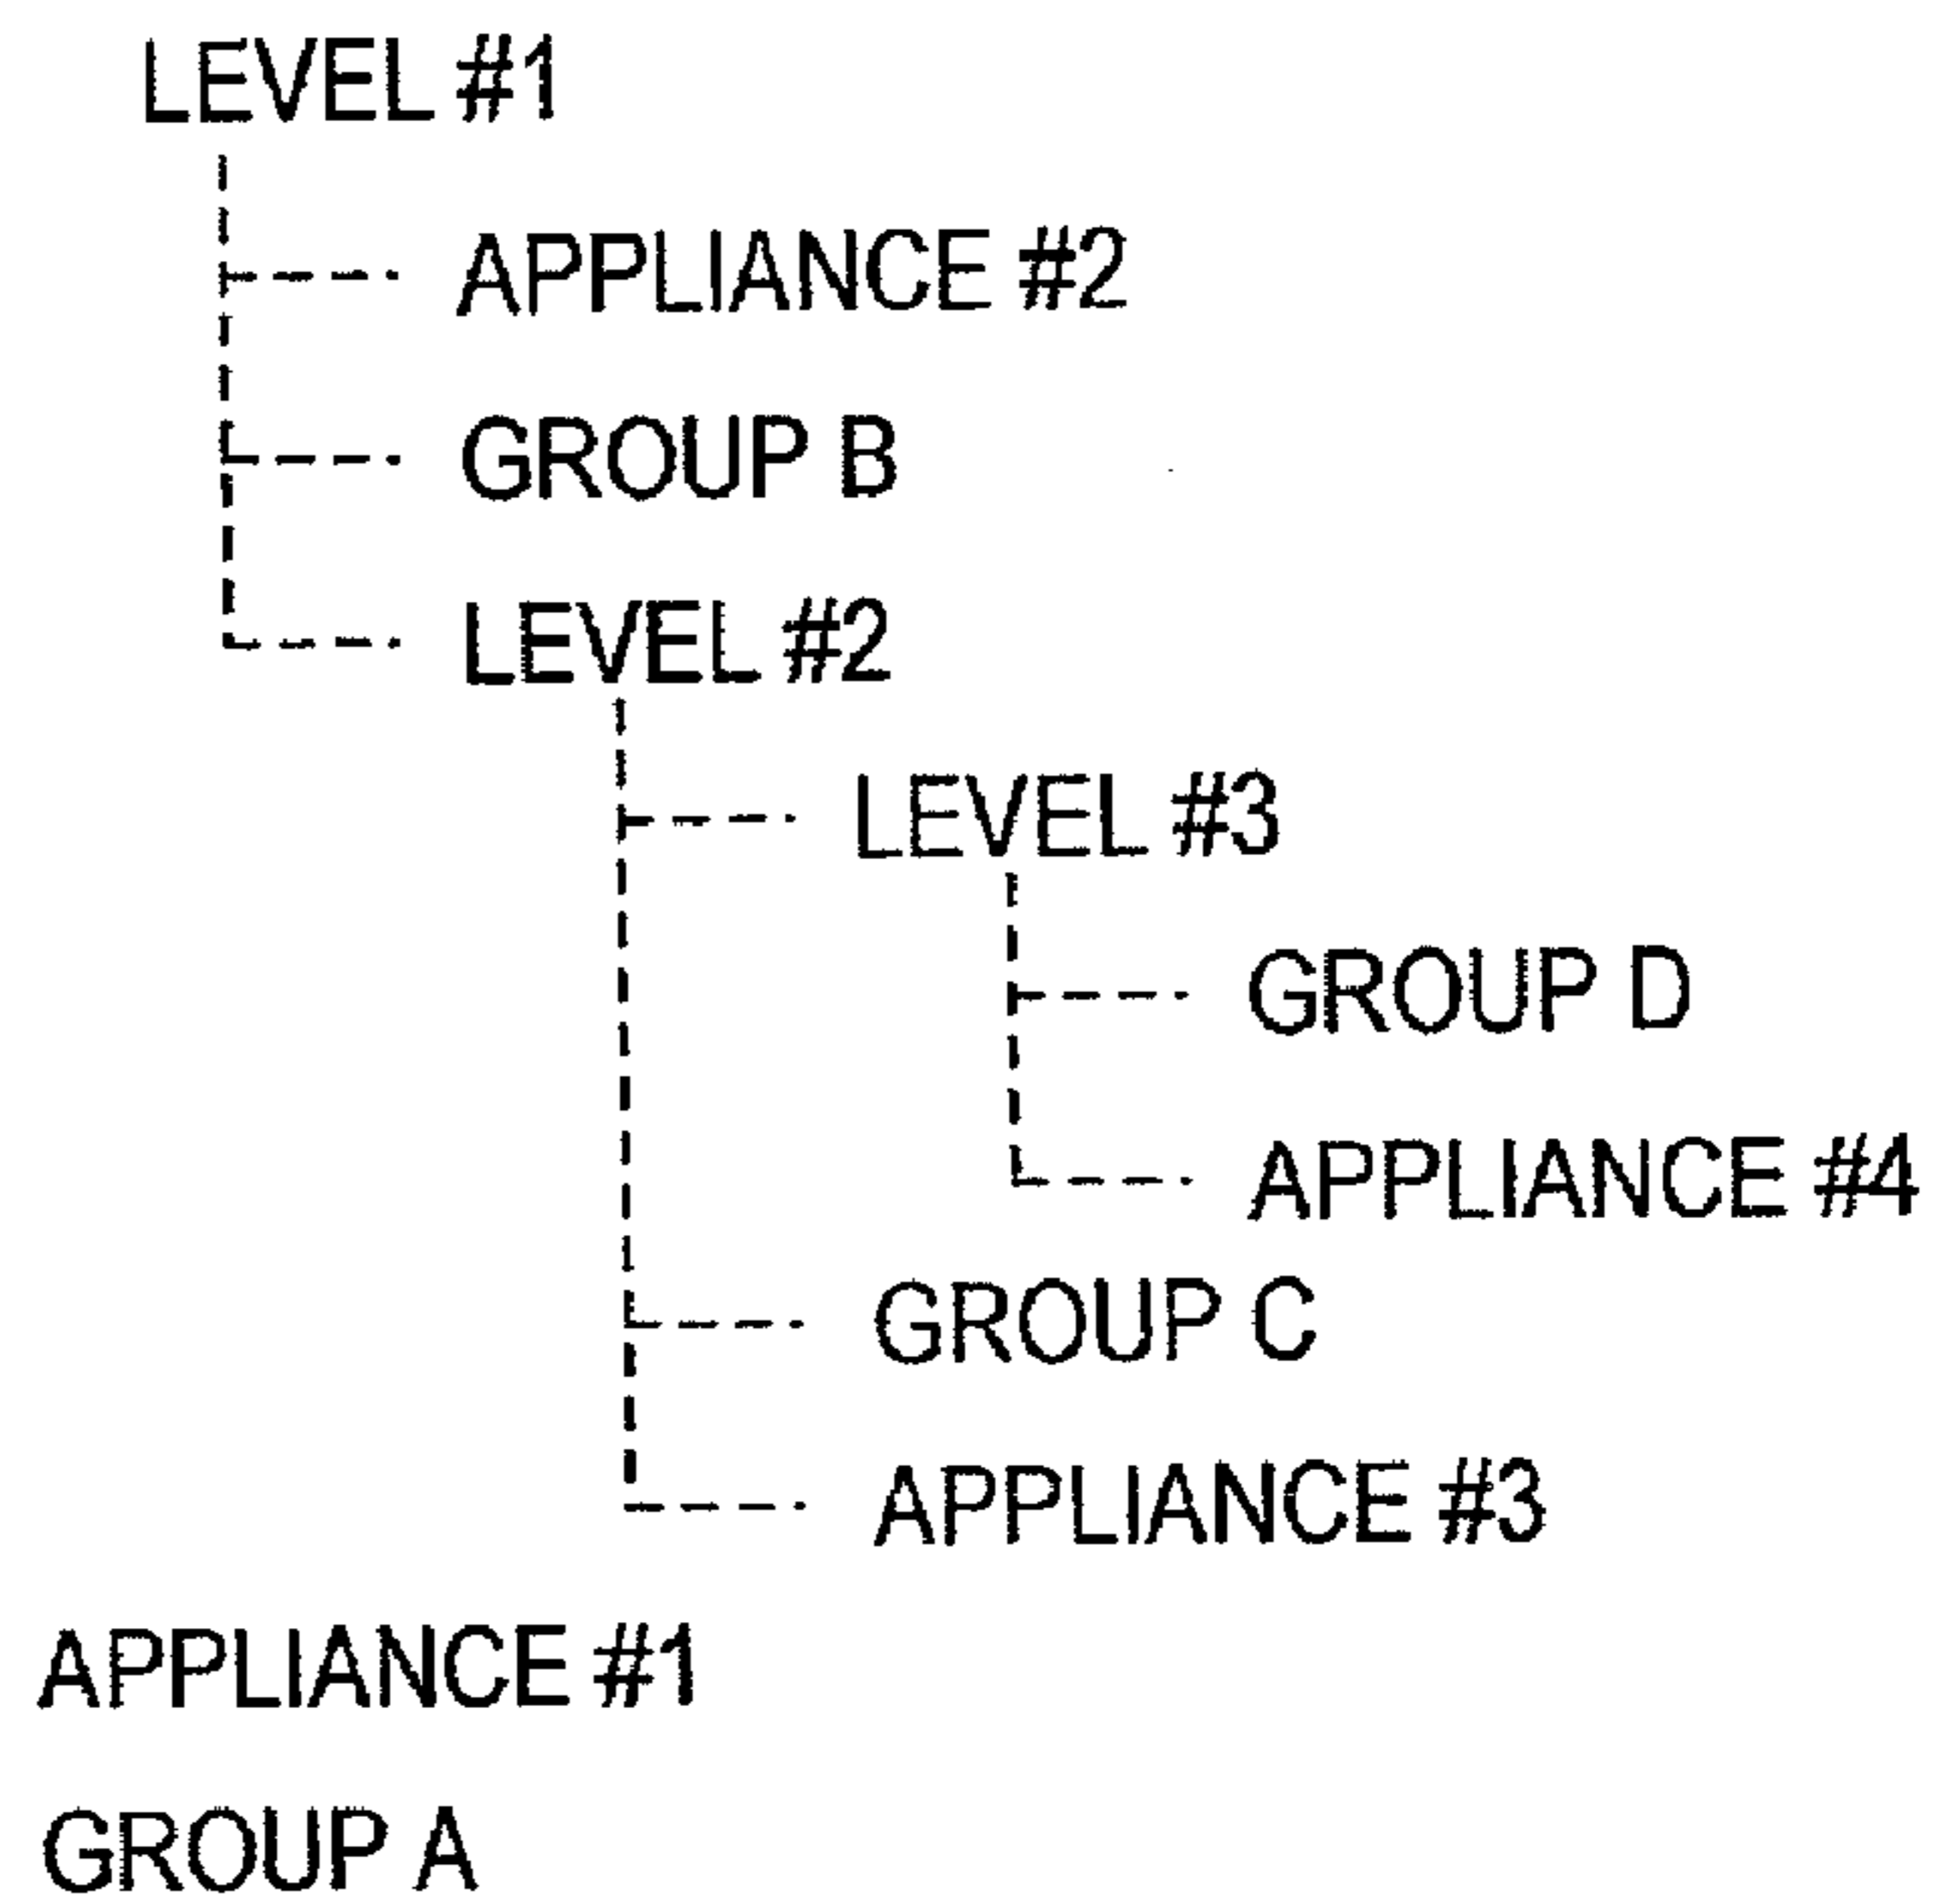 LEVEL #1
APPLIANCE #2
GROUP B
LEVEL #2
LEVEL #3
GROUP D
APPLIANCE #4
GROUP C
APPLIANCE #3
APPLIANCE #1
GROUP A